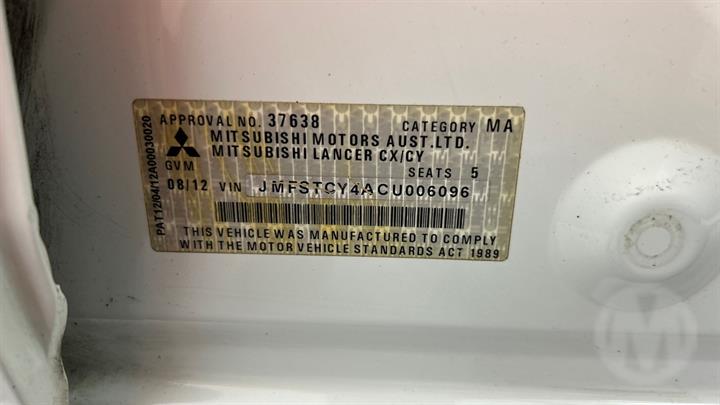 PAT12/04/12A00030020
APPROVAL NO. 37638 CATEGORY MA
MITSUBISHI MOTORS AUST.LTD.
MITSUBISHI LANCER CX/CY
GVM SEATS 5
08/12 VIN JMFSTCY4ACU006096
THIS VEHICLE WAS MANUFACTURED TO COMPLY
WITH THE MOTOR VEHICLE STANDARDS ACT 1989
M